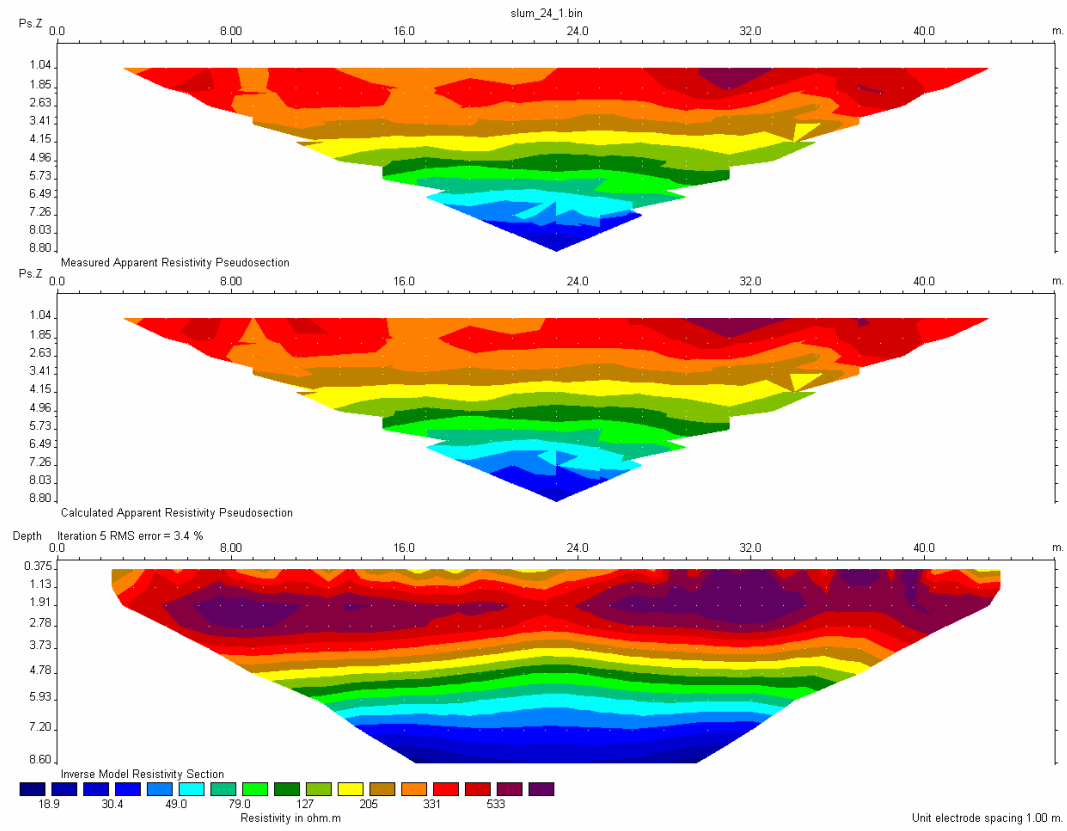 slum_24_1.bin
Ps.Z 0.0 8.00 16.0 24.0 32.0 40.0 m.
1.04
1.85
2.63
3.41
4.15
4.96
5.73
6.49
7.26
8.03
8.80
Measured Apparent Resistivity Pseudosection
Ps.Z 0.0 8.00 16.0 24.0 32.0 40.0 m.
1.04
1.85
2.63
3.41
4.15
4.96
5.73
6.49
7.26
8.03
8.80
Calculated Apparent Resistivity Pseudosection
Depth Iteration 5 RMS error = 3.4 %
0.0 8.00 16.0 24.0 32.0 40.0 m.
0.375
1.13
1.91
2.78
3.73
4.78
5.93
7.20
8.60
Inverse Model Resistivity Section
18.9 30.4 49.0 79.0 127 205 331 533
Resistivity in ohm.m
Unit electrode spacing 1.00 m.